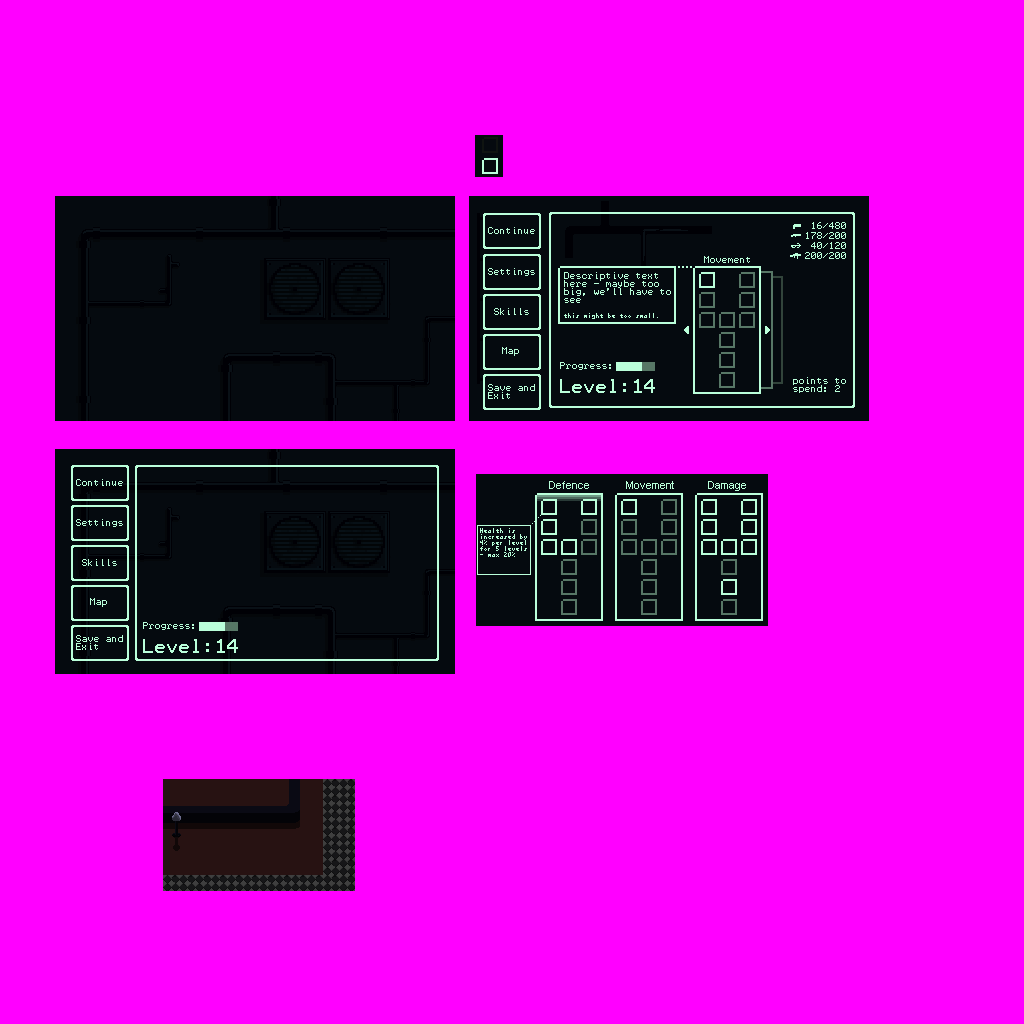 Continue
Settings
Skills
Map
Save and
Exit
16/480
178/200
40/120
200/200
Movement
Descriptive text
here - maybe too
big, we'll have to
see
this might be too small.
Progress:
Level:14
points to
spend: 2
Continue
Settings
Skills
Map
Save and
Exit
Progress:
Level:14
Defence
Movement
Damage
Health is
increased by
4% per level
for 5 levels
- max 20%